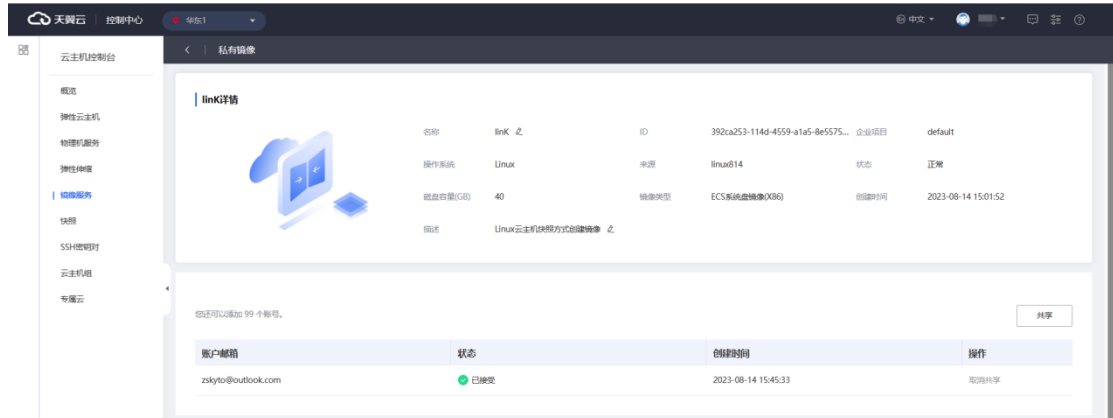 天翼云 控制中心 华东1 中文
云主机控制台
概览
弹性云主机
物理机服务
弹性伸缩
镜像服务
快照
SSH密钥对
云主机组
专属云
私有镜像
linK详情
名称 linK ID 392ca253-114d-4559-a1a5-8e5575... 企业项目 default
操作系统 Linux 来源 linux814 状态 正常
磁盘容量(GB) 40 镜像类型 ECS系统盘镜像(X86) 创建时间 2023-08-14 15:01:52
描述 Linux云主机快照方式创建镜像
您还可以添加 99 个账号。 共享
账户邮箱 状态 创建时间 操作
zskyto@outlook.com 已接受 2023-08-14 15:45:33 取消共享